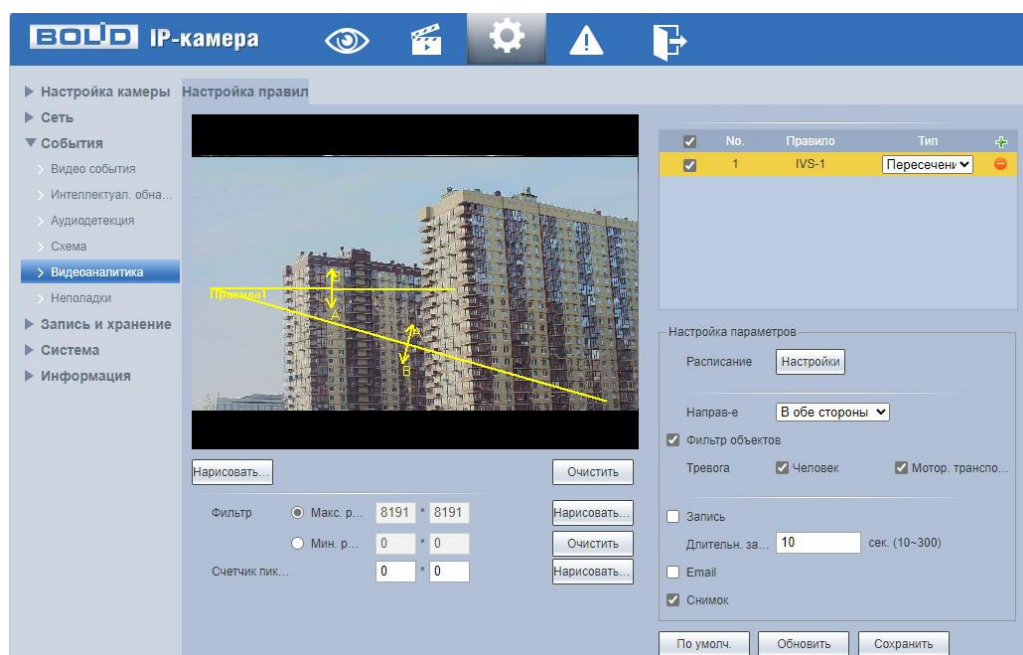 BOLID IP-камера
Настройка камеры
Сеть
События
Видео события
Интеллектуал. обна...
Аудиодетекция
Схема
Видеоаналитика
Неполадки
Запись и хранение
Система
Информация
Настройка правил
Правило1
B
A
A
B
Нарисовать... Очистить
Фильтр Макс. р... 8191 * 8191 Нарисовать...
Мин. р... 0 * 0 Очистить
Счетчик пик... 0 * 0 Нарисовать...
No. Правило Тип
1 IVS-1 Пересечени
Настройка параметров
Расписание Настройки
Направ-е В обе стороны
Фильтр объектов
Тревога Человек Мотор. транспо...
Запись
Длительн. за... 10 сек. (10~300)
Email
Снимок
По умолч. Обновить Сохранить